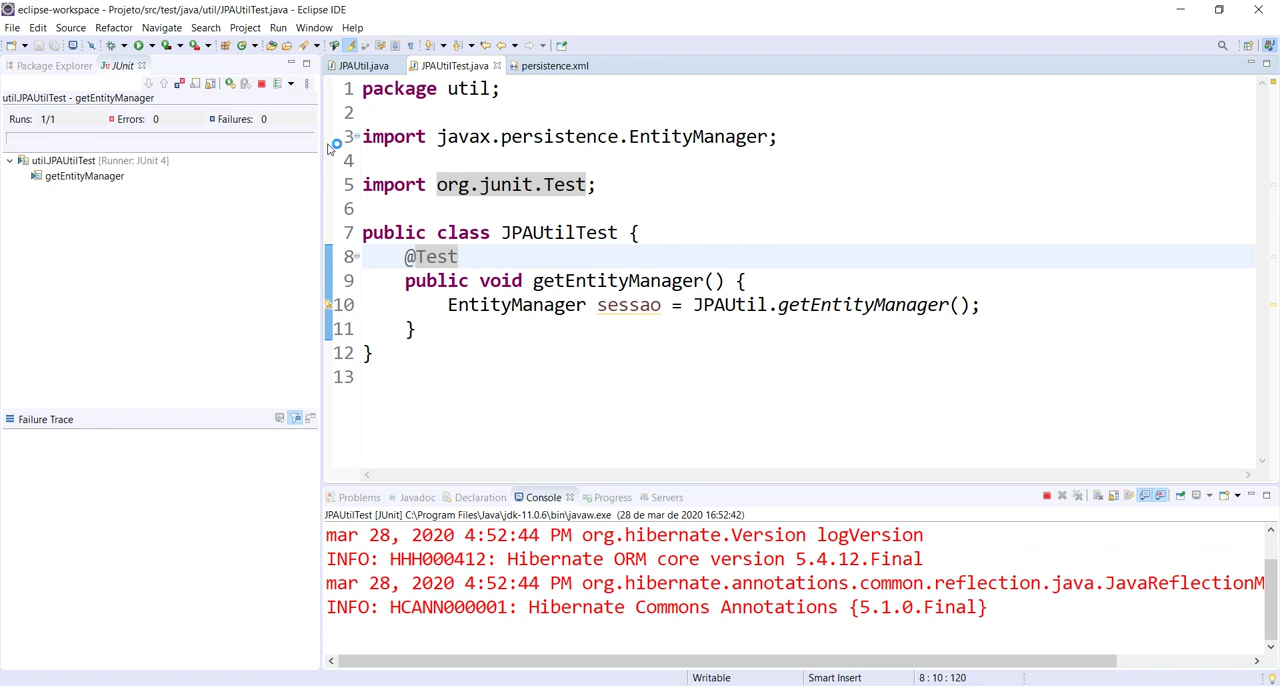 eclipse-workspace - Projeto/src/test/java/util/JPAUtilTest.java - Eclipse IDE
File Edit Source Refactor Navigate Search Project Run Window Help
Package Explorer JUnit
JPAUtil.java JPAUtilTest.java persistence.xml
util.JPAUtilTest - getEntityManager
Runs: 1/1 Errors: 0 Failures: 0
util.JPAUtilTest [Runner: JUnit 4]
getEntityManager
Failure Trace
1 package util;
2
3 import javax.persistence.EntityManager;
4
5 import org.junit.Test;
6
7 public class JPAUtilTest {
8 @Test
9 public void getEntityManager() {
10 EntityManager sessao = JPAUtil.getEntityManager();
11 }
12 }
13
Problems Javadoc Declaration Console Progress Servers
JPAUtilTest [JUnit] C:\Program Files\Java\jdk-11.0.6\bin\javaw.exe (28 de mar de 2020 16:52:42)
mar 28, 2020 4:52:44 PM org.hibernate.Version logVersion
INFO: HHH000412: Hibernate ORM core version 5.4.12.Final
mar 28, 2020 4:52:44 PM org.hibernate.annotations.common.reflection.java.JavaReflectionM
INFO: HCANN000001: Hibernate Commons Annotations {5.1.0.Final}
Writable Smart Insert 8 : 10 : 120